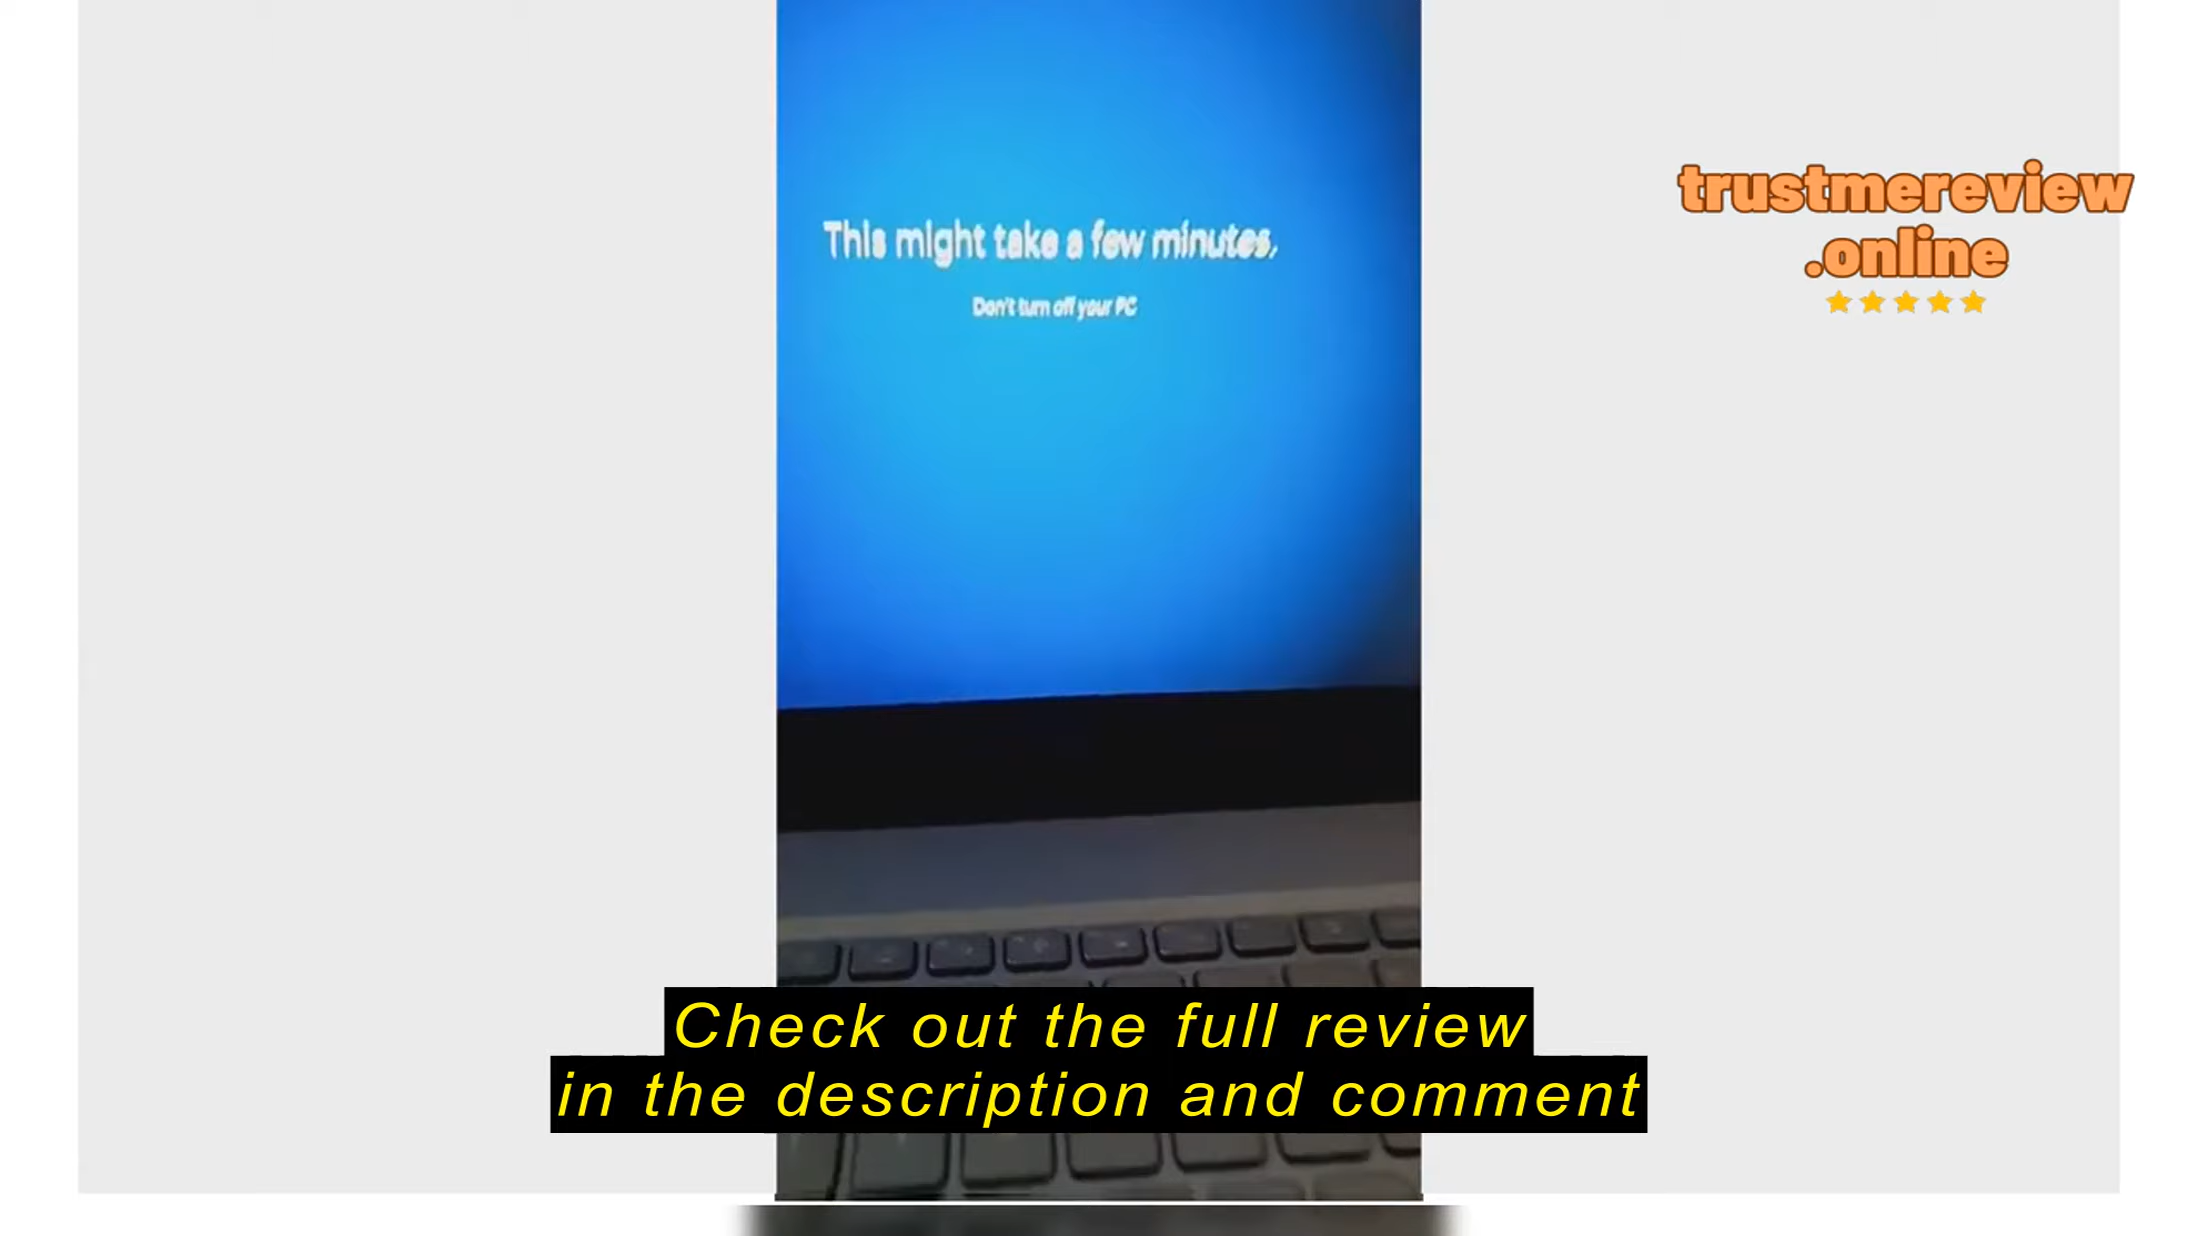 This might take a few minutes.
Don't turn off your PC
trustmereview
.online
Check out the full review
in the description and comment